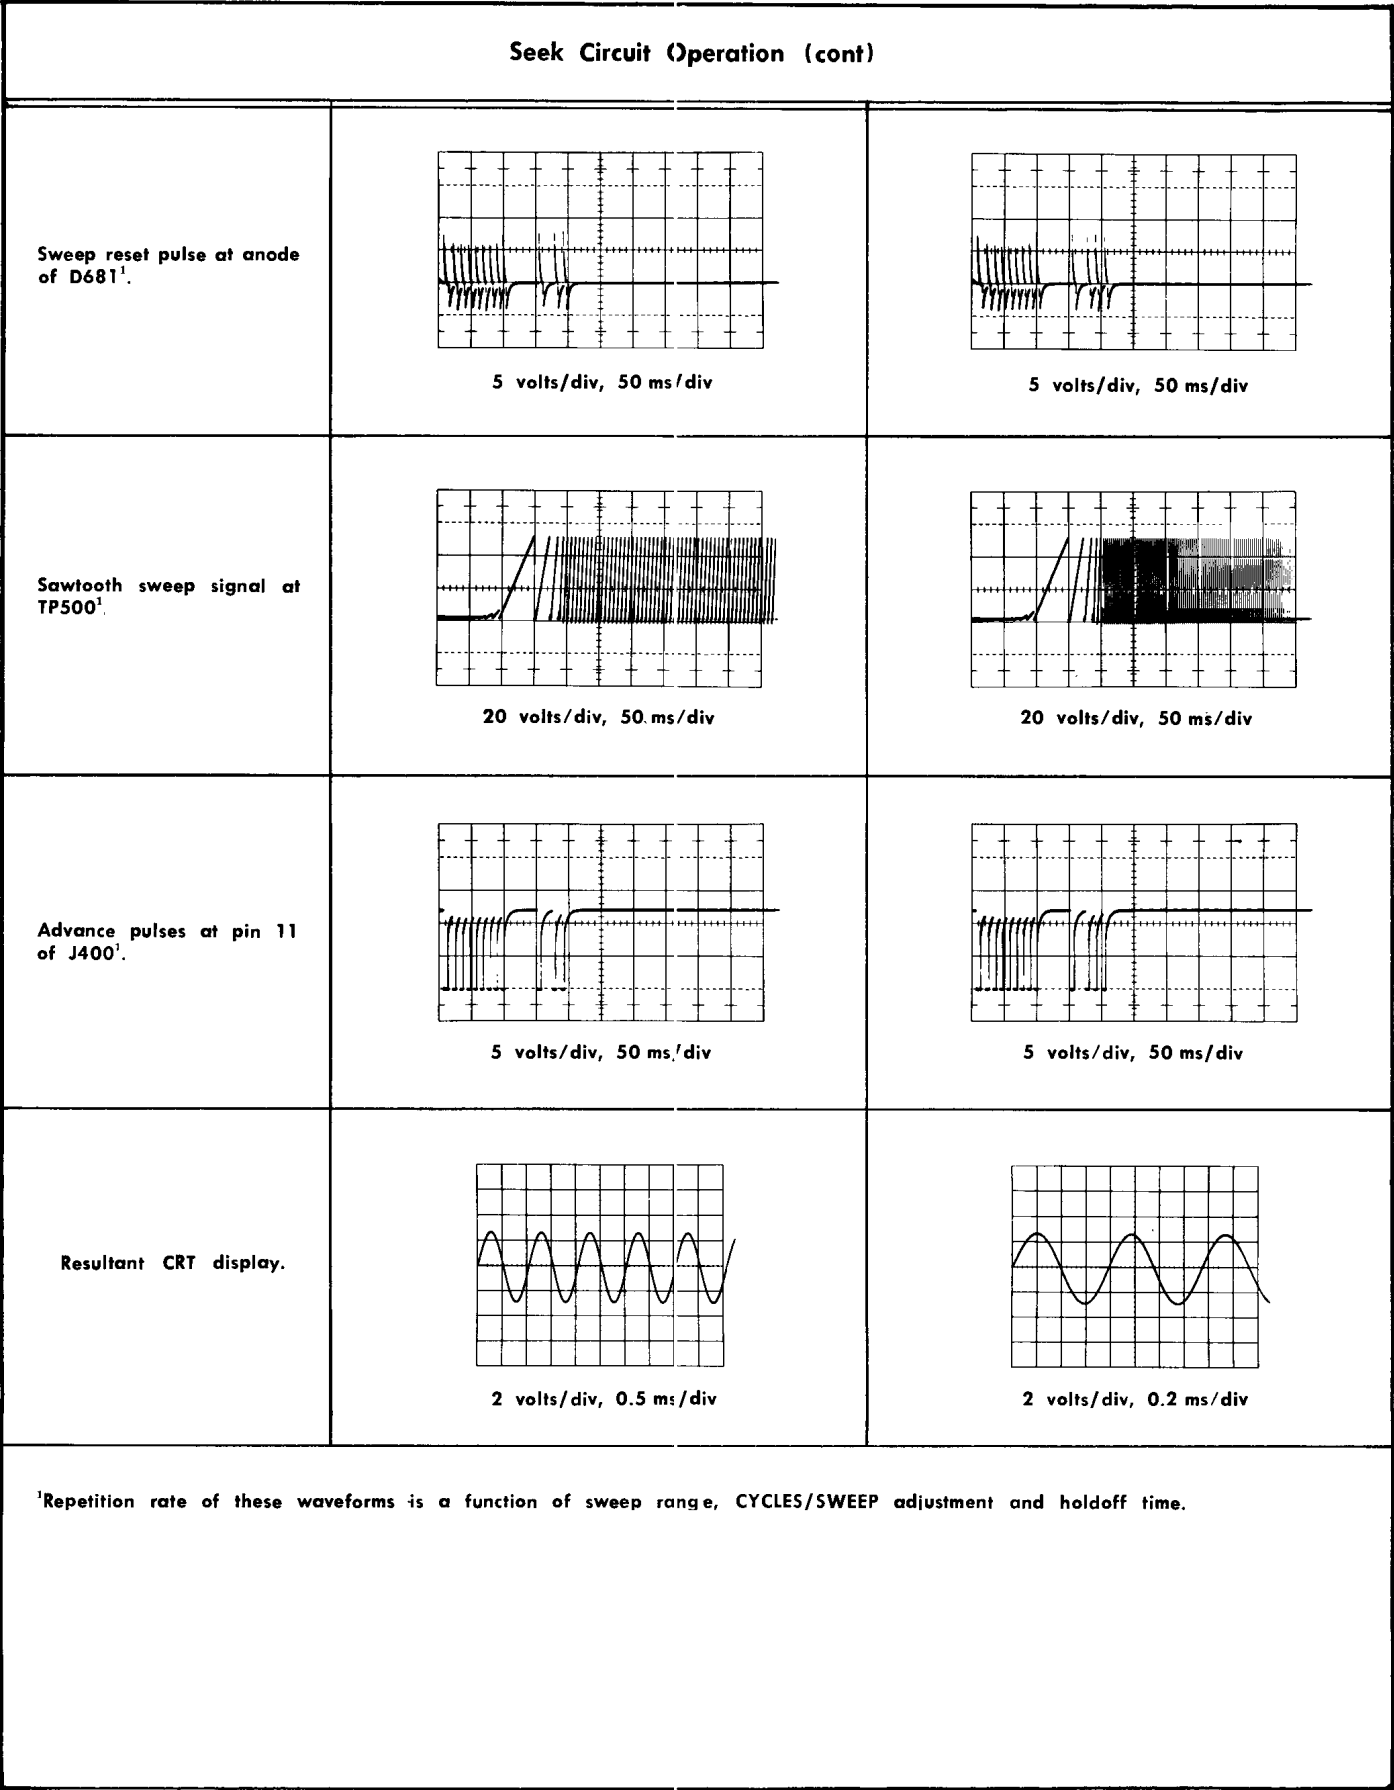 Seek Circuit Operation (cont)
Sweep reset pulse at anode
of D681¹.
5 volts/div, 50 ms/div
5 volts/div, 50 ms/div
Sawtooth sweep signal at
TP500¹.
20 volts/div, 50 ms/div
20 volts/div, 50 ms/div
Advance pulses at pin 11
of J400¹.
5 volts/div, 50 ms/div
5 volts/div, 50 ms/div
Resultant CRT display.
2 volts/div, 0.5 ms/div
2 volts/div, 0.2 ms/div
¹Repetition rate of these waveforms is a function of sweep range, CYCLES/SWEEP adjustment and holdoff time.